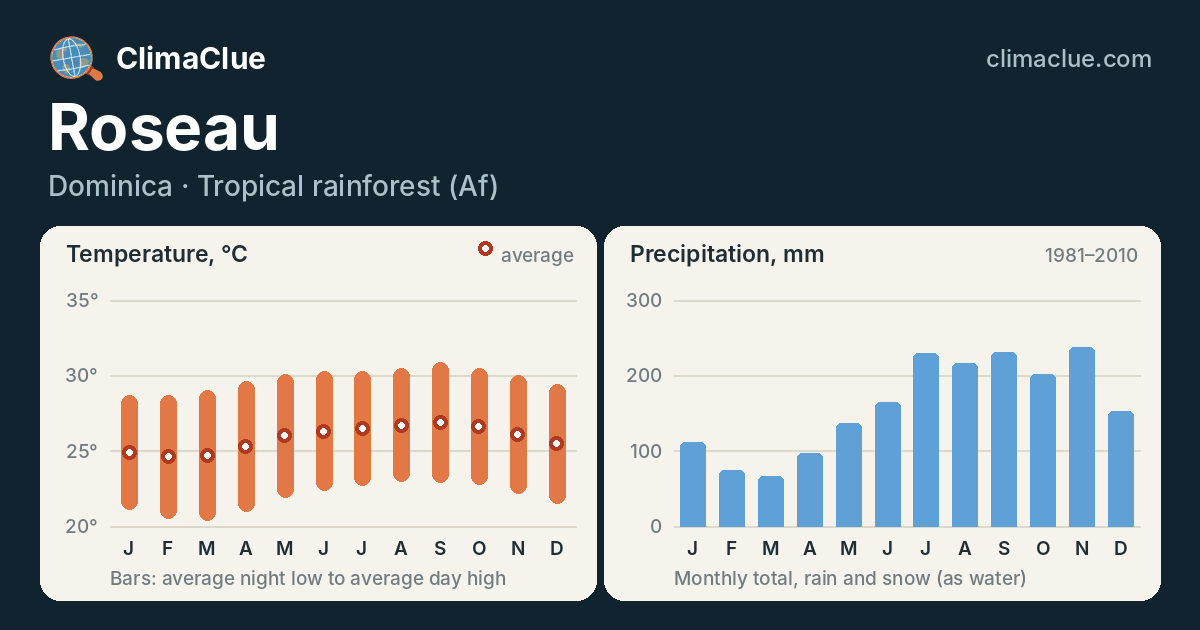 ClimaClue
climaclue.com
Roseau
Dominica · Tropical rainforest (Af)
Temperature, °C
average
35°
30°
25°
20°
J F M A M J J A S O N D
Bars: average night low to average day high
Precipitation, mm
1981–2010
300
200
100
0
J F M A M J J A S O N D
Monthly total, rain and snow (as water)